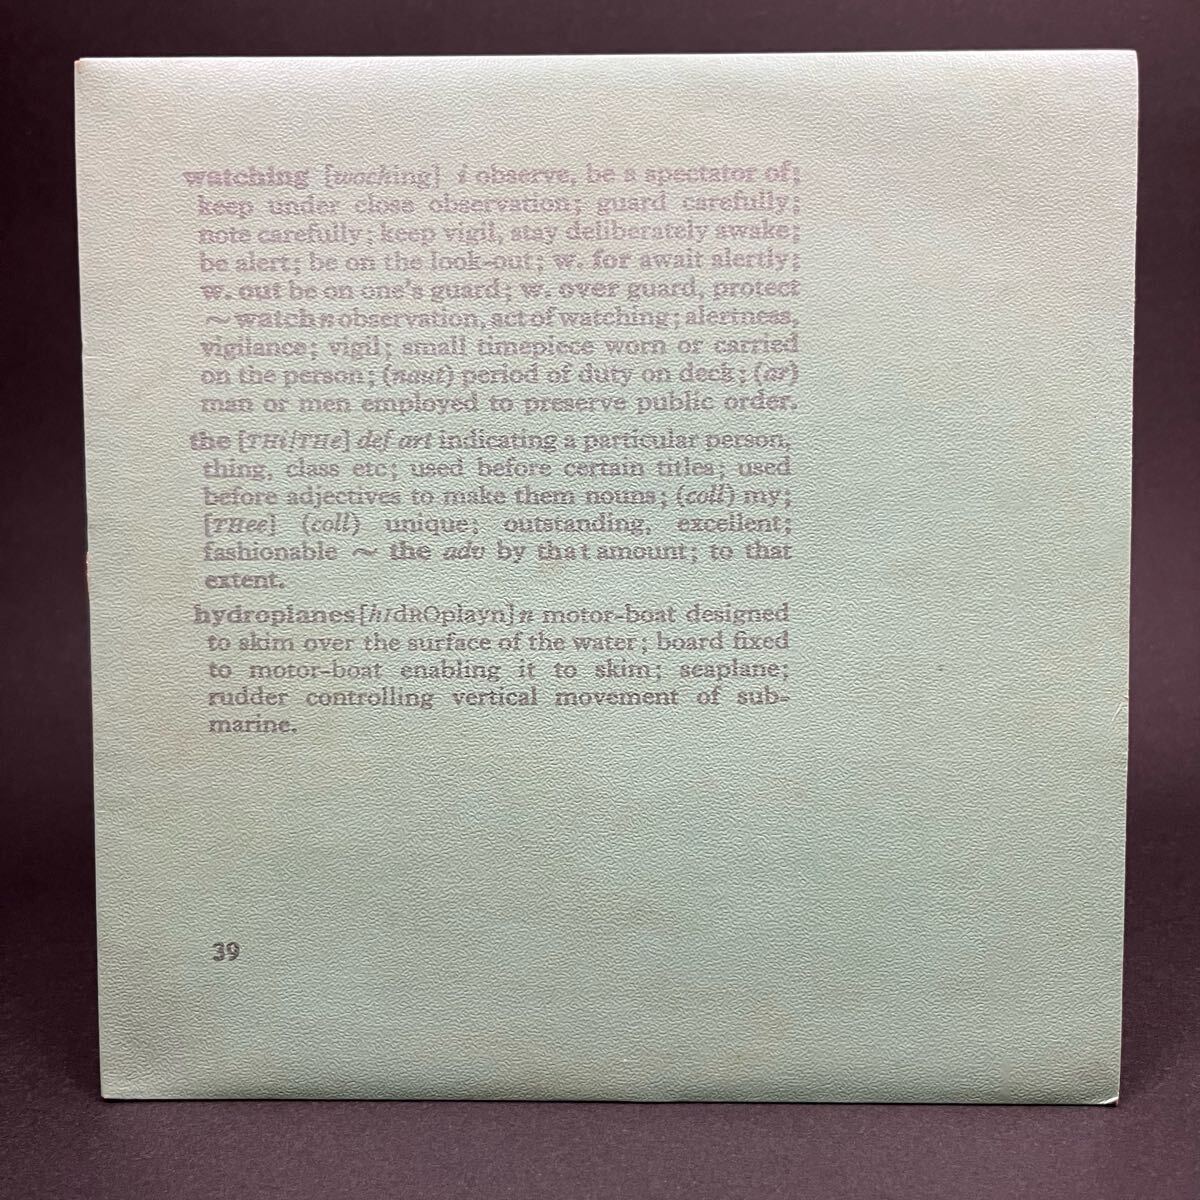 watching [woching] i observe, be a spectator of;
keep under close observation; guard carefully;
note carefully; keep vigil, stay deliberately awake;
be alert; be on the look-out; w. for await alertly;
w. out be on one's guard; w. over guard, protect
~ watch n observation, act of watching; alertness,
vigilance; vigil; small timepiece worn or carried
on the person; (naut) period of duty on deck; (ar)
man or men employed to preserve public order.
the [THi/THe] def art indicating a particular person,
thing, class etc; used before certain titles; used
before adjectives to make them nouns; (coll) my;
[THee] (coll) unique; outstanding, excellent;
fashionable ~ the adv by that amount; to that
extent.
hydroplanes [hIdROplayn] n motor-boat designed
to skim over the surface of the water; board fixed
to motor-boat enabling it to skim; seaplane;
rudder controlling vertical movement of sub-
marine.
39